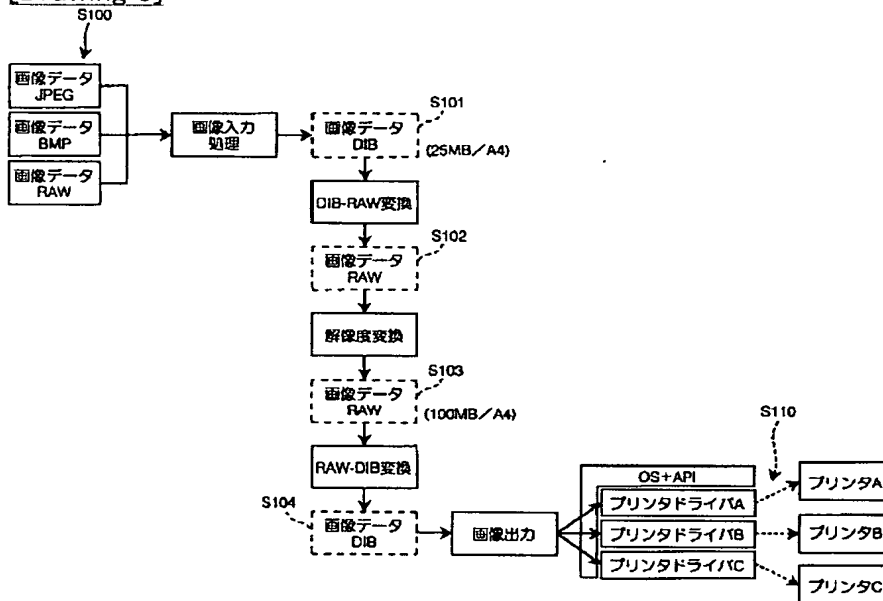 S100
画像データ
JPEG
画像データ
BMP
画像データ
RAW
画像入力
処理
S101
画像データ
DIB
(25MB/A4)
DIB-RAW変換
S102
画像データ
RAW
解像度変換
S103
画像データ
RAW
(100MB/A4)
RAW-DIB変換
S104
画像データ
DIB
画像出力
OS+API
プリンタドライバA
プリンタドライバB
プリンタドライバC
S110
プリンタA
プリンタB
プリンタC